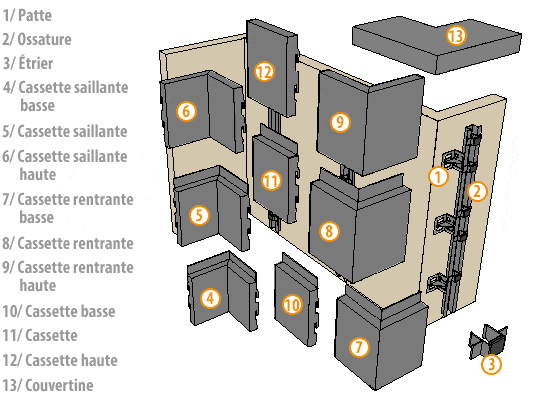 1/ Patte
2/ Ossature
3/ Étrier
4/ Cassette saillante
basse
5/ Cassette saillante
6/ Cassette saillante
haute
7/ Cassette rentrante
basse
8/ Cassette rentrante
9/ Cassette rentrante
haute
10/ Cassette basse
11/ Cassette
12/ Cassette haute
13/ Couvertine
13
12
6
9
1
11
2
5
8
4
10
7
3